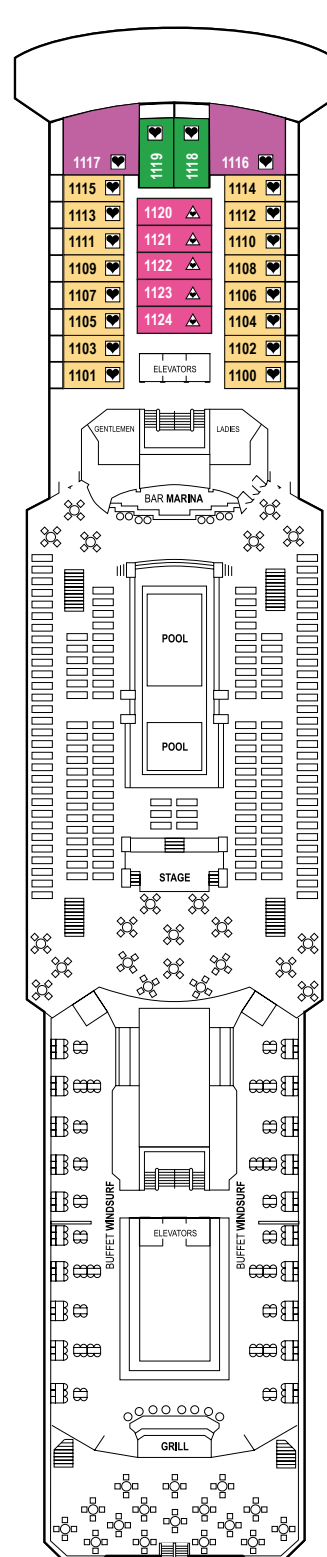 1117 1119 1118 1116
1115 1114
1113 1120 1112
1111 1121 1110
1109 1122 1108
1107 1123 1106
1105 1124 1104
1103 1102
1101 ELEVATORS 1100
GENTLEMEN LADIES
BAR MARINA
POOL
POOL
STAGE
BUFFET WINDSURF
BUFFET WINDSURF
ELEVATORS
GRILL